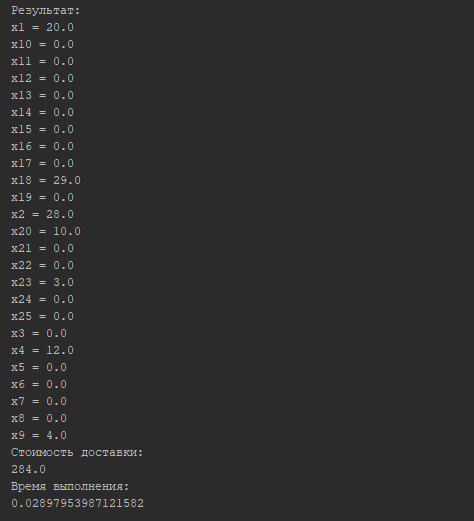 Результат:
x1 = 20.0
x10 = 0.0
x11 = 0.0
x12 = 0.0
x13 = 0.0
x14 = 0.0
x15 = 0.0
x16 = 0.0
x17 = 0.0
x18 = 29.0
x19 = 0.0
x2 = 28.0
x20 = 10.0
x21 = 0.0
x22 = 0.0
x23 = 3.0
x24 = 0.0
x25 = 0.0
x3 = 0.0
x4 = 12.0
x5 = 0.0
x6 = 0.0
x7 = 0.0
x8 = 0.0
x9 = 4.0
Стоимость доставки:
284.0
Время выполнения:
0.02897953987121582